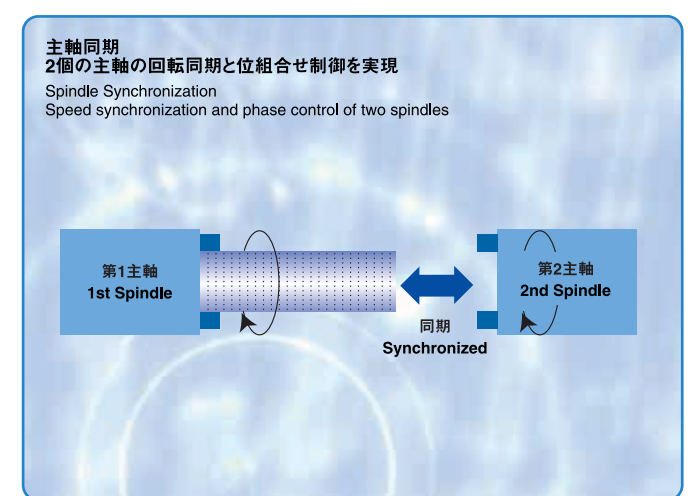 主軸同期
2個の主軸の回転同期と位組合せ制御を実現
Spindle Synchronization
Speed synchronization and phase control of two spindles
第1主軸
1st Spindle
第2主軸
2nd Spindle
同期
Synchronized